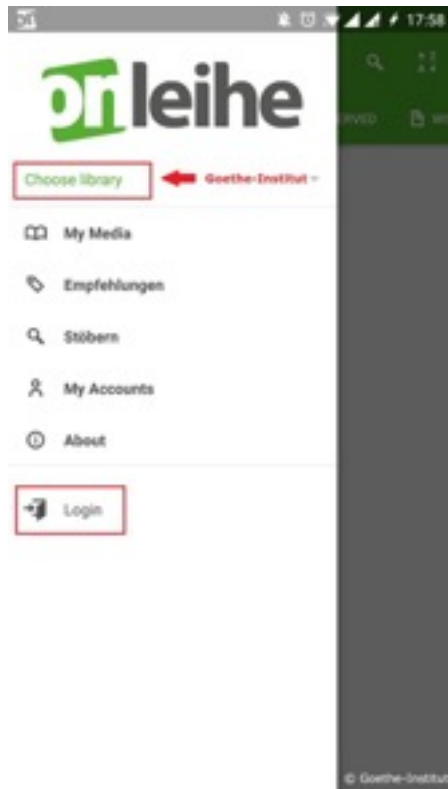 17:58
onleihe
Choose library
Goethe-Institut
My Media
Empfehlungen
Stöbern
My Accounts
About
Login
© Goethe-Institut